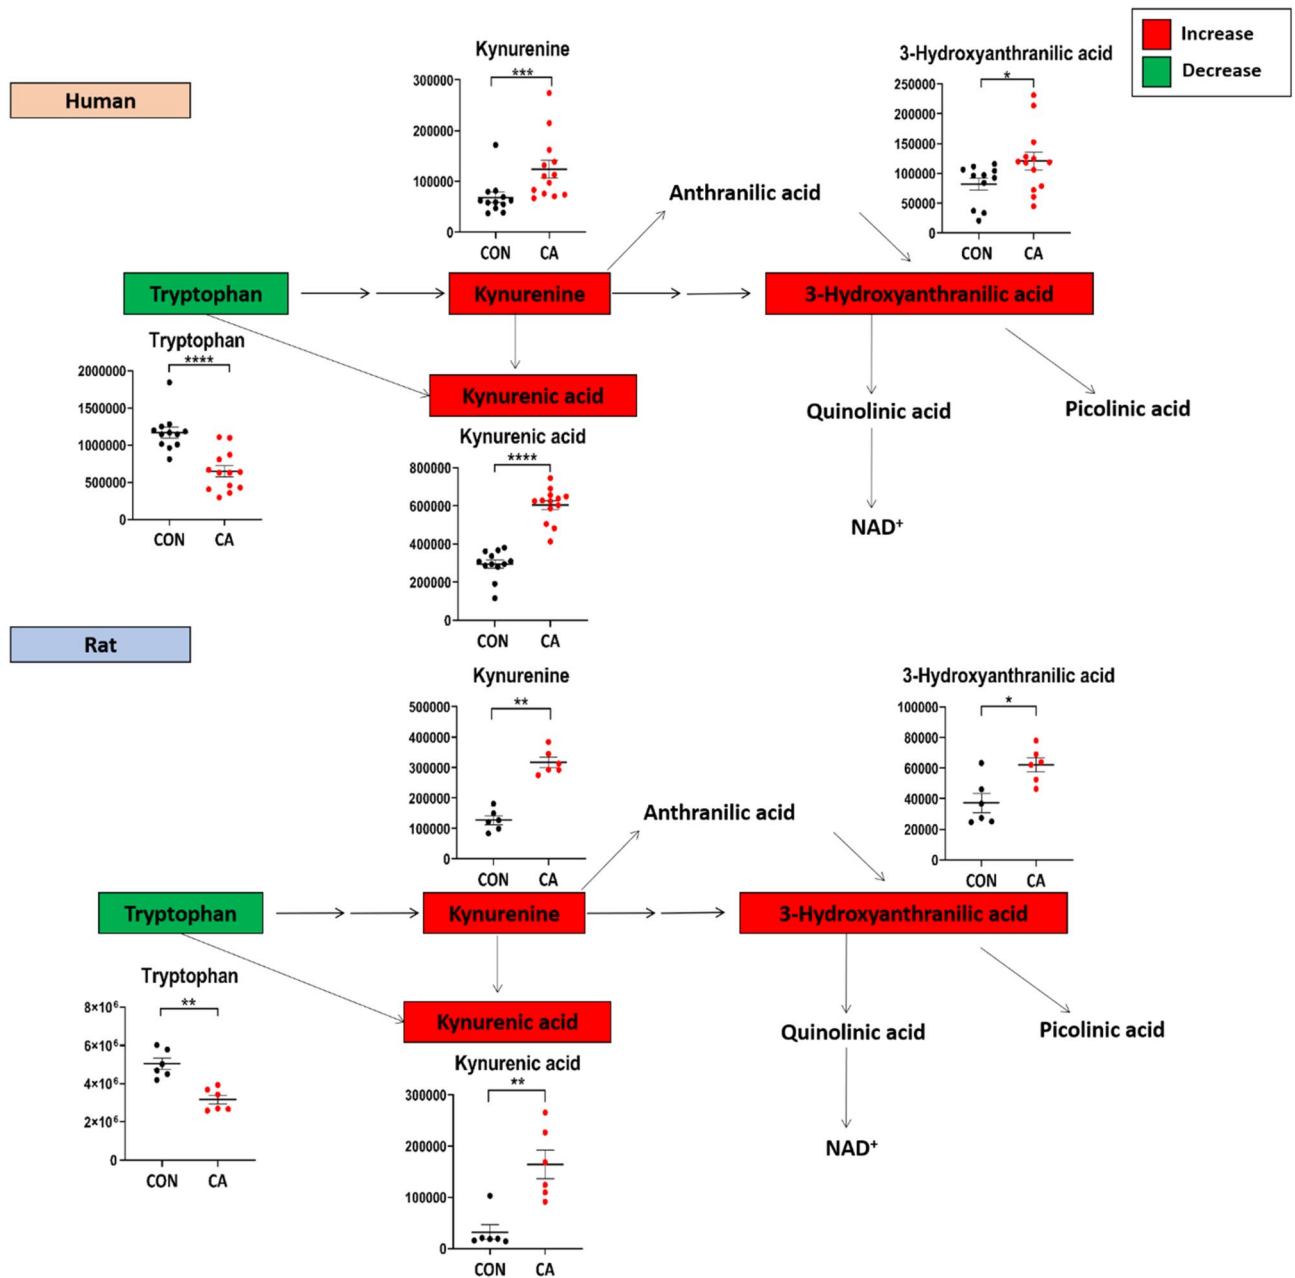 Increase
Decrease
Human
Kynurenine
***
300000
200000
100000
0
CON CA
3-Hydroxyanthranilic acid
*
250000
200000
150000
100000
50000
0
CON CA
Anthranilic acid
Tryptophan
Kynurenine
3-Hydroxyanthranilic acid
Tryptophan
****
2000000
1500000
1000000
500000
0
CON CA
Kynurenic acid
Kynurenic acid
****
800000
600000
400000
200000
0
CON CA
Quinolinic acid
Picolinic acid
NAD⁺
Rat
Kynurenine
**
500000
400000
300000
200000
100000
0
CON CA
3-Hydroxyanthranilic acid
*
100000
80000
60000
40000
20000
0
CON CA
Anthranilic acid
Tryptophan
Kynurenine
3-Hydroxyanthranilic acid
Tryptophan
**
8×10⁶
6×10⁶
4×10⁶
2×10⁶
0
CON CA
Kynurenic acid
Kynurenic acid
**
300000
200000
100000
0
CON CA
Quinolinic acid
Picolinic acid
NAD⁺